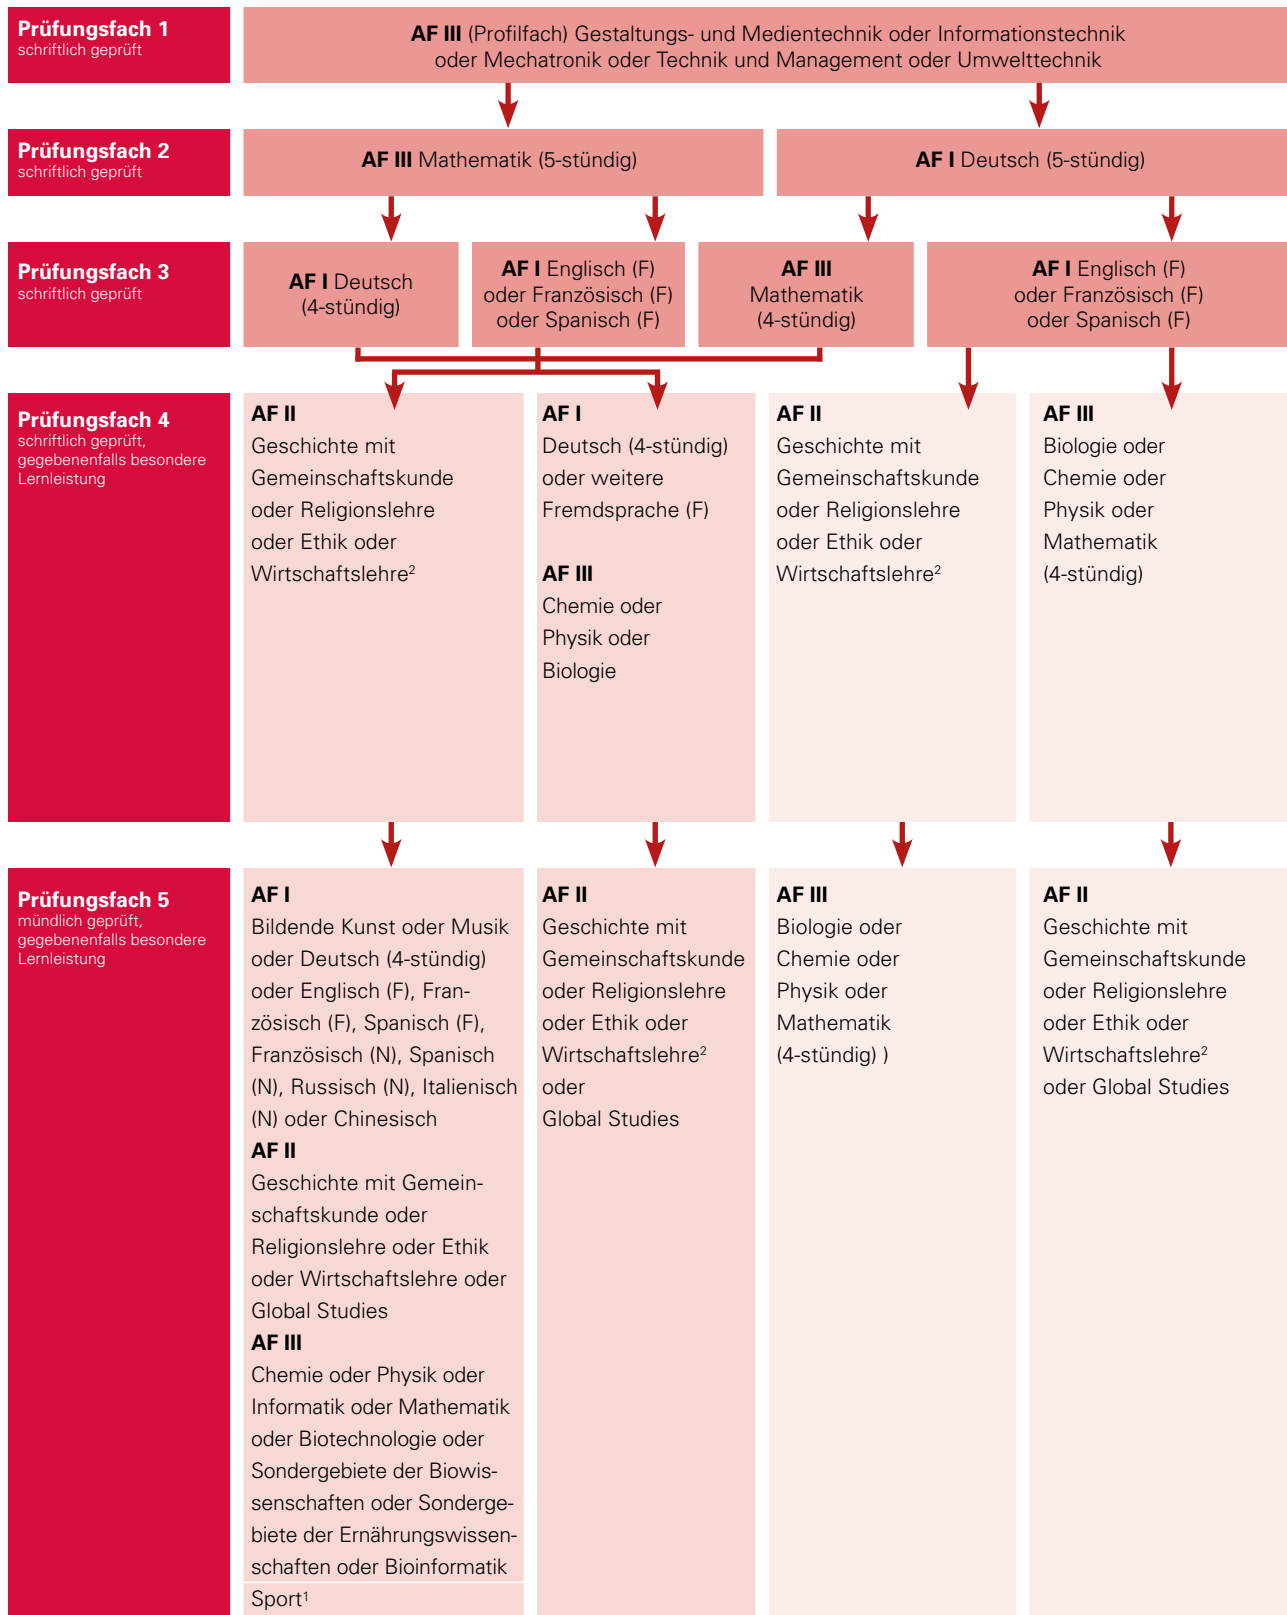 Prüfungsfach 1
schriftlich geprüft
AF III (Profilfach) Gestaltungs- und Medientechnik oder Informationstechnik
oder Mechatronik oder Technik und Management oder Umwelttechnik
Prüfungsfach 2
schriftlich geprüft
AF III Mathematik (5-stündig)
AF I Deutsch (5-stündig)
Prüfungsfach 3
schriftlich geprüft
AF I Deutsch
(4-stündig)
AF I Englisch (F)
oder Französisch (F)
oder Spanisch (F)
AF III
Mathematik
(4-stündig)
AF I Englisch (F)
oder Französisch (F)
oder Spanisch (F)
Prüfungsfach 4
schriftlich geprüft,
gegebenenfalls besondere
Lernleistung
AF II
Geschichte mit
Gemeinschaftskunde
oder Religionslehre
oder Ethik oder
Wirtschaftslehre²
AF I
Deutsch (4-stündig)
oder weitere
Fremdsprache (F)
AF III
Chemie oder
Physik oder
Biologie
AF II
Geschichte mit
Gemeinschaftskunde
oder Religionslehre
oder Ethik oder
Wirtschaftslehre²
AF III
Biologie oder
Chemie oder
Physik oder
Mathematik
(4-stündig)
Prüfungsfach 5
mündlich geprüft,
gegebenenfalls besondere
Lernleistung
AF I
Bildende Kunst oder Musik
oder Deutsch (4-stündig)
oder Englisch (F), Fran-
zösisch (F), Spanisch (F),
Französisch (N), Spanisch
(N), Russisch (N), Italienisch
(N) oder Chinesisch
AF II
Geschichte mit Gemein-
schaftskunde oder
Religionslehre oder Ethik
oder Wirtschaftslehre oder
Global Studies
AF III
Chemie oder Physik oder
Informatik oder Mathematik
oder Biotechnologie oder
Sondergebiete der Biowis-
senschaften oder Sonderge-
biete der Ernährungswissen-
schaften oder Bioinformatik
Sport¹
AF II
Geschichte mit
Gemeinschaftskunde
oder Religionslehre
oder Ethik oder
Wirtschaftslehre²
oder
Global Studies
AF III
Biologie oder
Chemie oder
Physik oder
Mathematik
(4-stündig) )
AF II
Geschichte mit
Gemeinschaftskunde
oder Religionslehre
oder Ethik oder
Wirtschaftslehre²
oder Global Studies